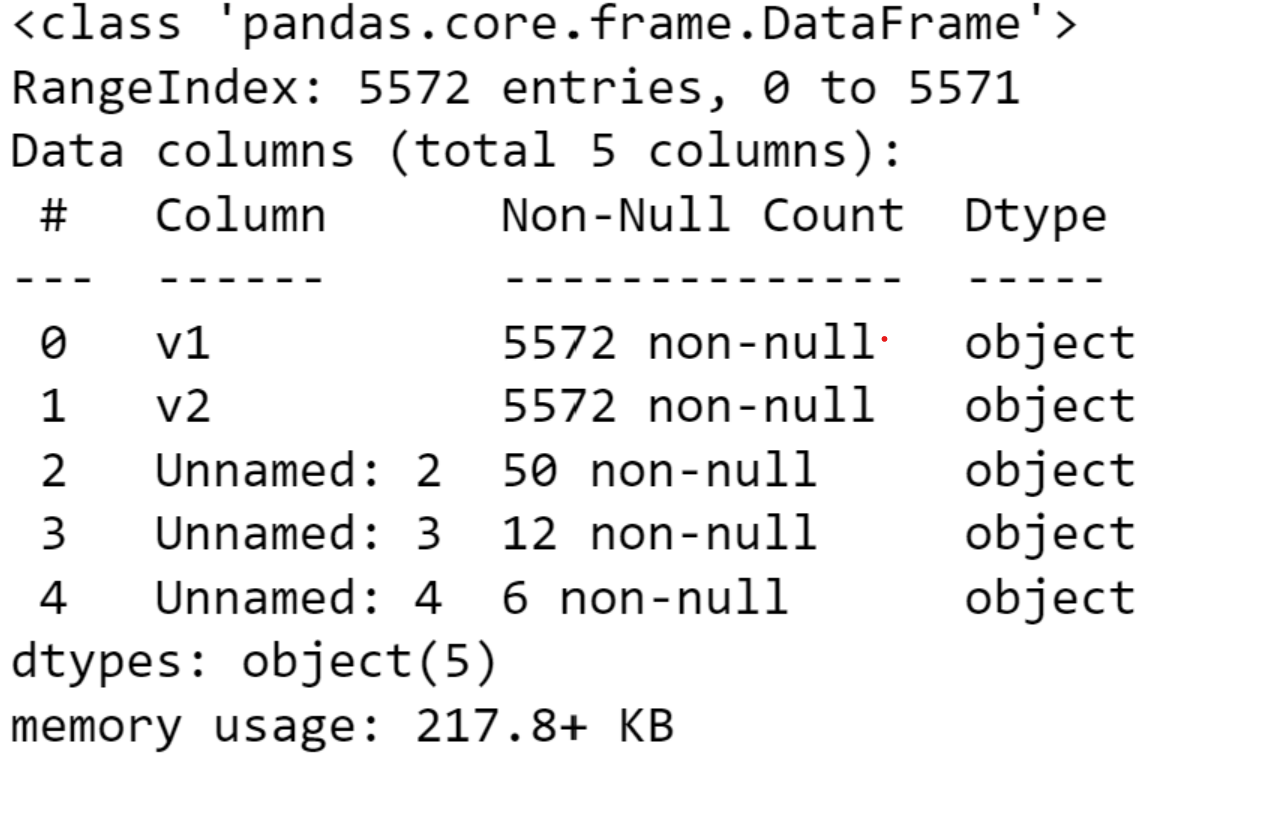 <class 'pandas.core.frame.DataFrame'>
RangeIndex: 5572 entries, 0 to 5571
Data columns (total 5 columns):
 #   Column      Non-Null Count  Dtype
---  ------      --------------  -----
 0   v1          5572 non-null   object
 1   v2          5572 non-null   object
 2   Unnamed: 2  50 non-null     object
 3   Unnamed: 3  12 non-null     object
 4   Unnamed: 4  6 non-null      object
dtypes: object(5)
memory usage: 217.8+ KB